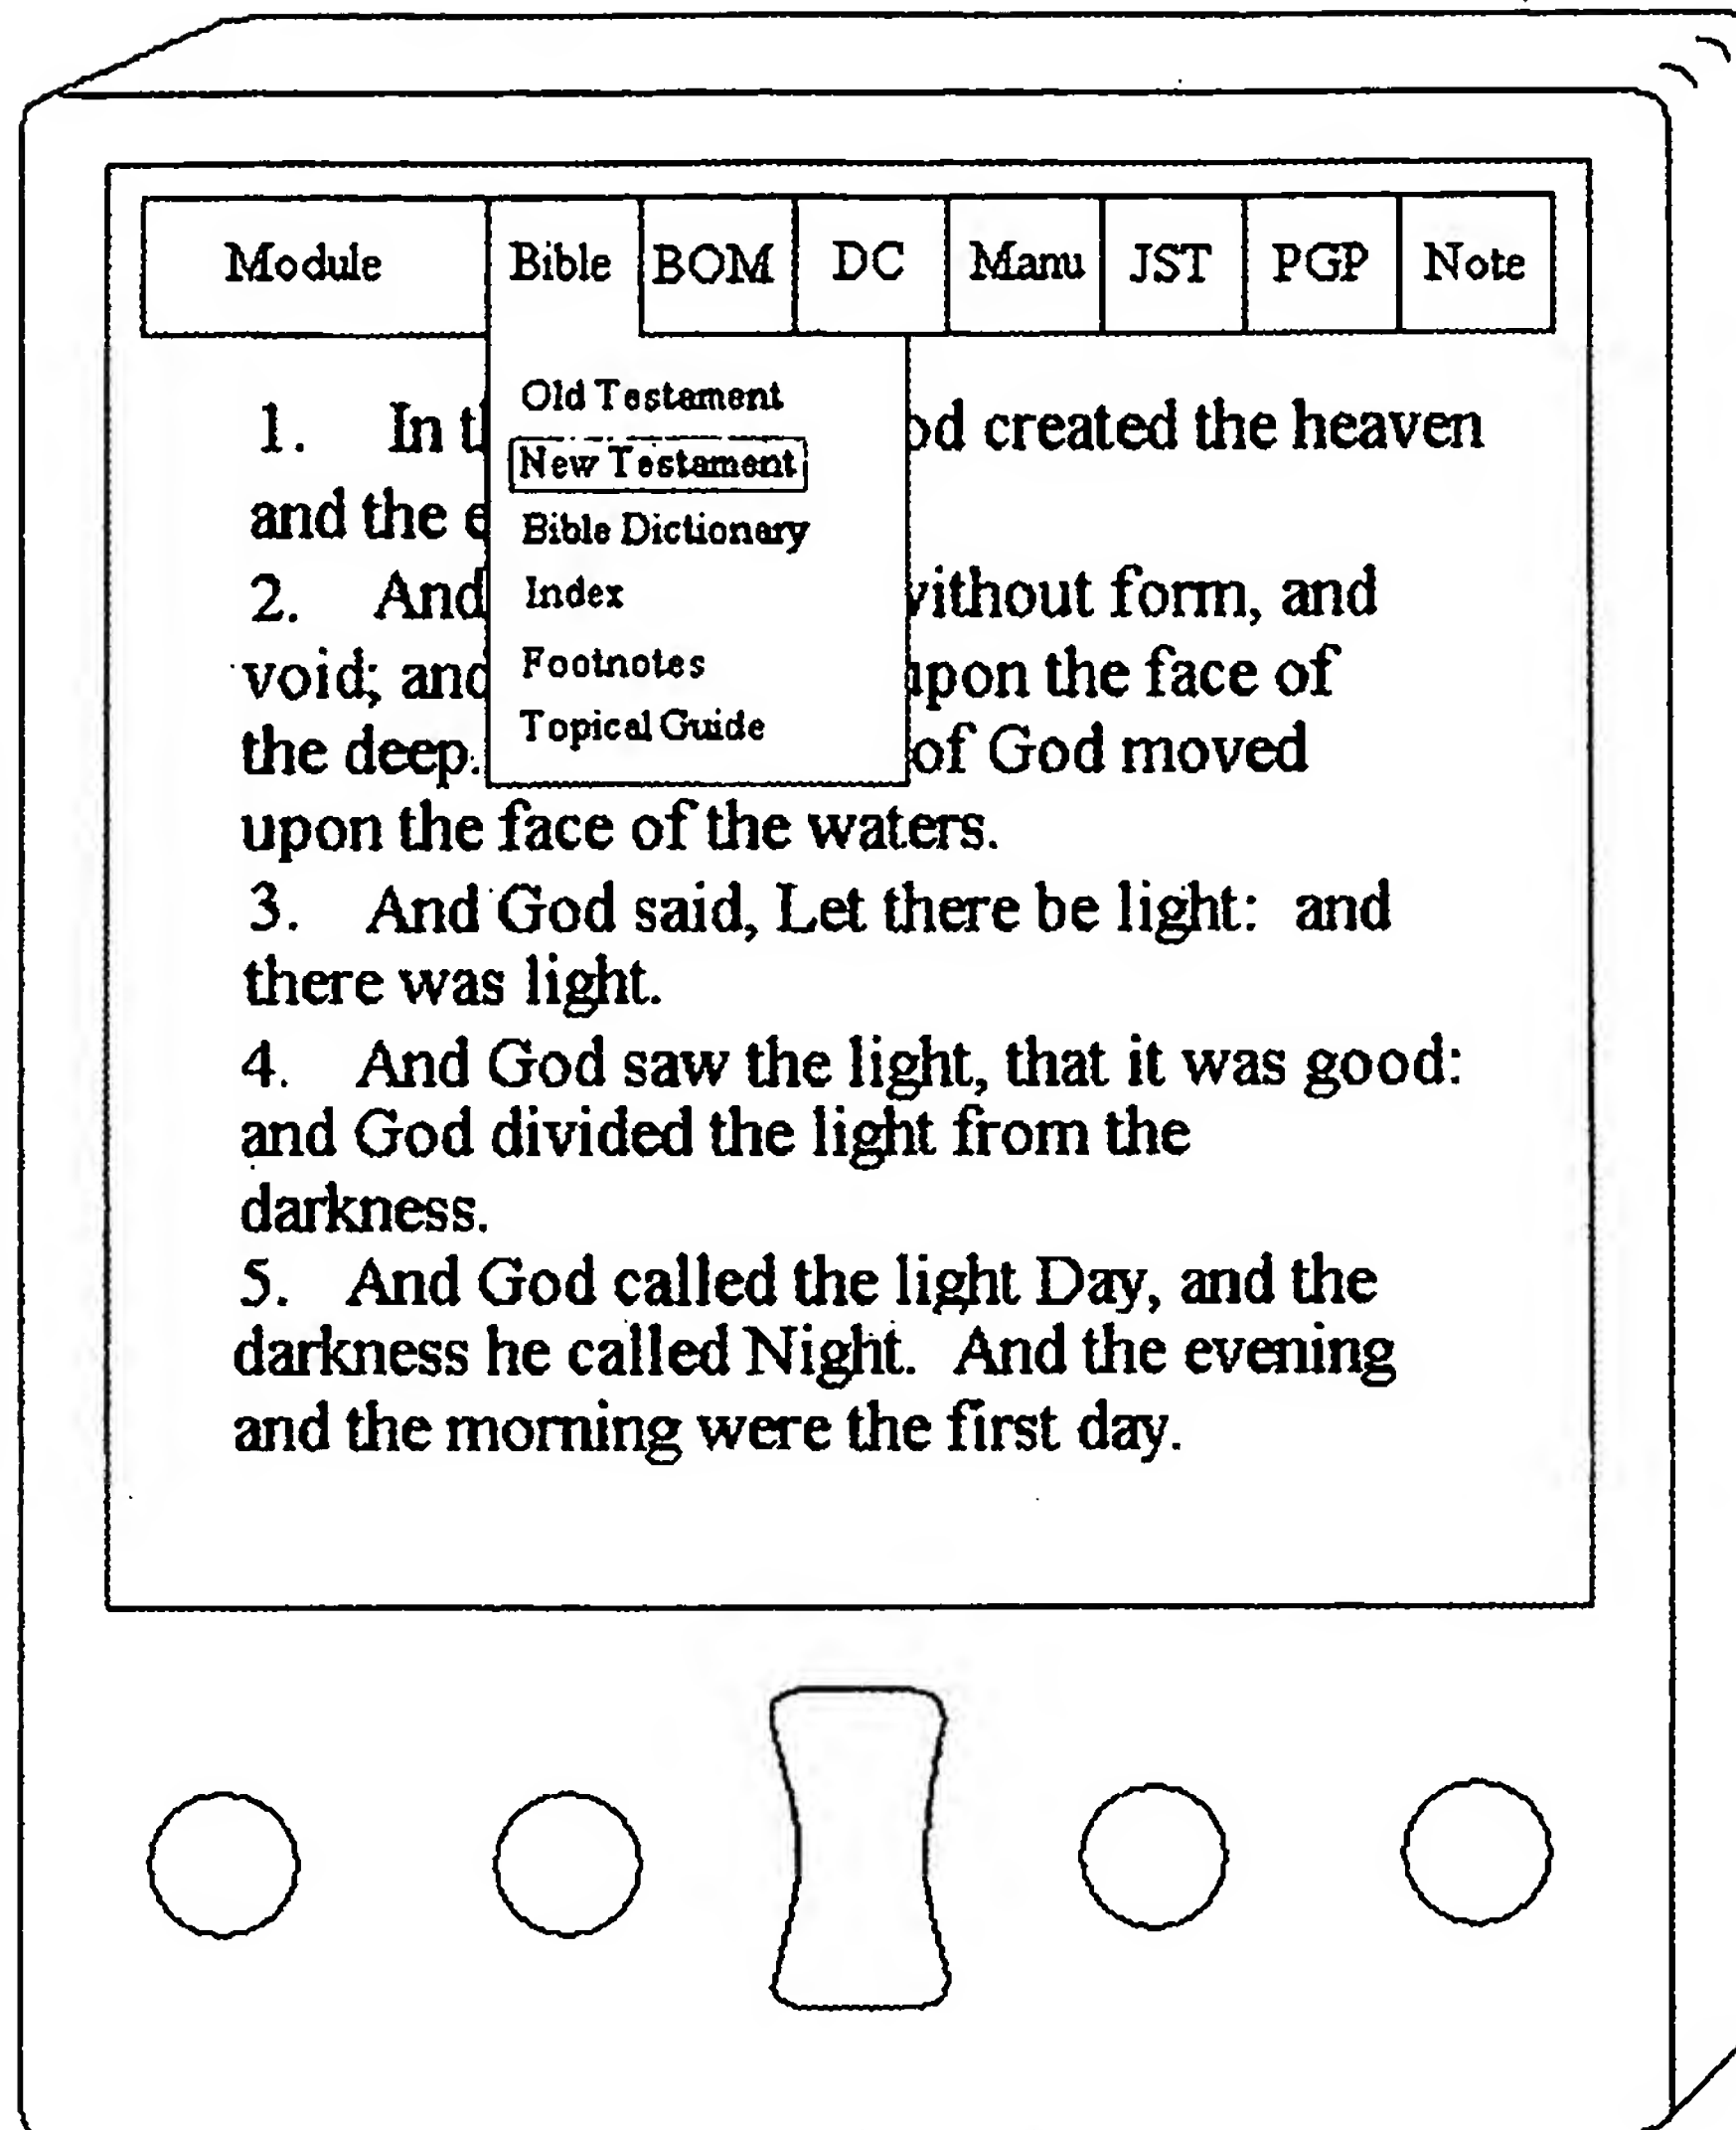 Module Bible BOM DC Manu JST PGP Note
Old Testament
New Testament
Bible Dictionary
Index
Footnotes
Topical Guide
1. In od created the heaven
and the
2. And without form, and
void; and upon the face of
the deep. of God moved
upon the face of the waters.
3. And God said, Let there be light: and
there was light.
4. And God saw the light, that it was good:
and God divided the light from the
darkness.
5. And God called the light Day, and the
darkness he called Night. And the evening
and the morning were the first day.